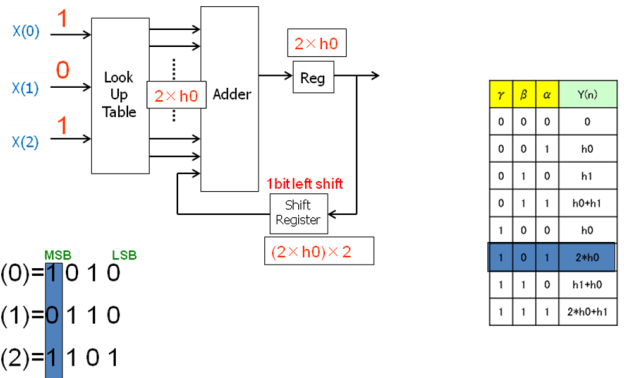 1
X(0)
0
X(1)
1
X(2)
Look
Up
Table
2×h0
Adder
2×h0
Reg
1bit left shift
Shift
Register
(2×h0)×2
MSB LSB
(0)=1 0 1 0
(1)=0 1 1 0
(2)=1 1 0 1
γ β α Y(n)
0 0 0 0
0 0 1 h0
0 1 0 h1
0 1 1 h0+h1
1 0 0 h0
1 0 1 2*h0
1 1 0 h1+h0
1 1 1 2*h0+h1